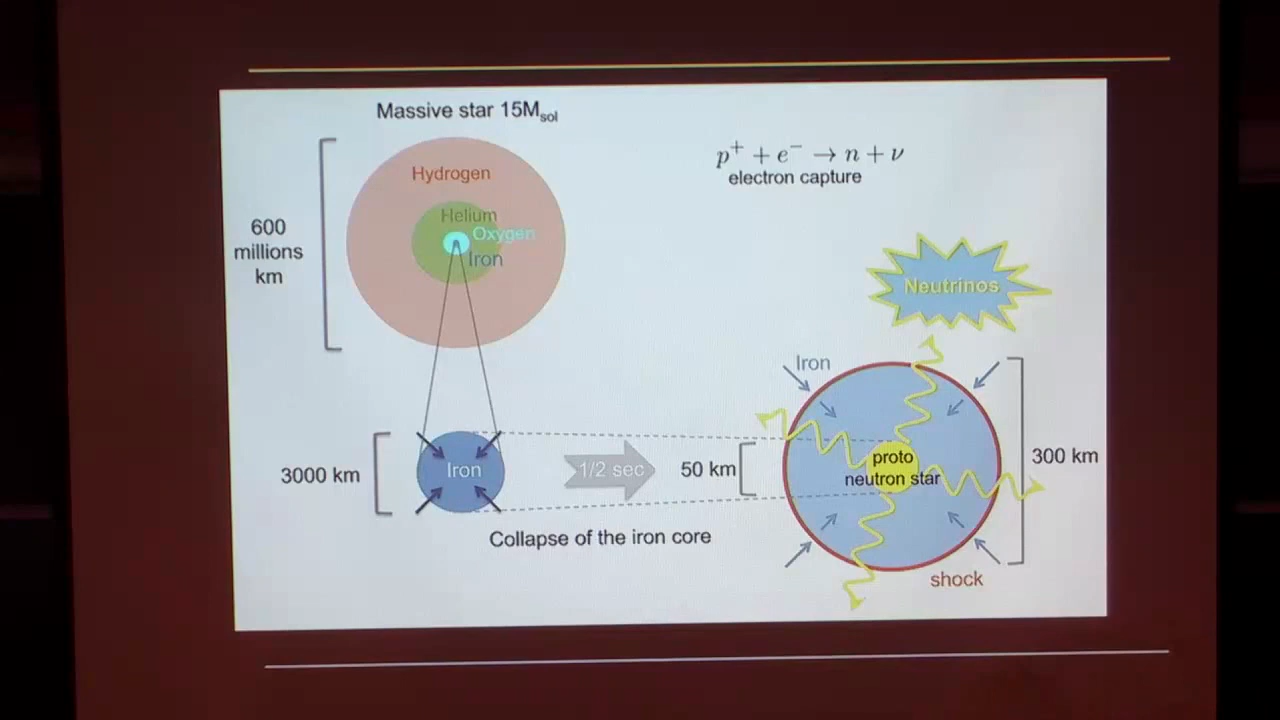 Massive star 15Msol
p⁺ + e⁻ → n + ν
electron capture
Hydrogen
Helium
Oxygen
Iron
600
millions
km
Neutrinos
Iron
3000 km
Iron
1/2 sec
50 km
proto
neutron star
300 km
Collapse of the iron core
shock